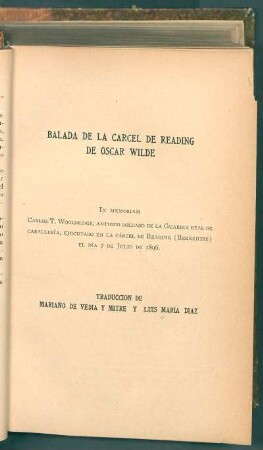 BALADA DE LA CARCEL DE READING
DE OSCAR WILDE
IN MEMORIAM
CARLOS T. WOOLDRIDGE, ANTIGUO SOLDADO DE LA GUARDIA REAL DE
CABALLERÍA, EJECUTADO EN LA CÁRCEL DE READING (BERKSHIRE)
EL DÍA 7 DE JULIO DE 1896.
TRADUCCION DE
MARIANO DE VEDIA Y MITRE Y LUIS MARIA DIAZ